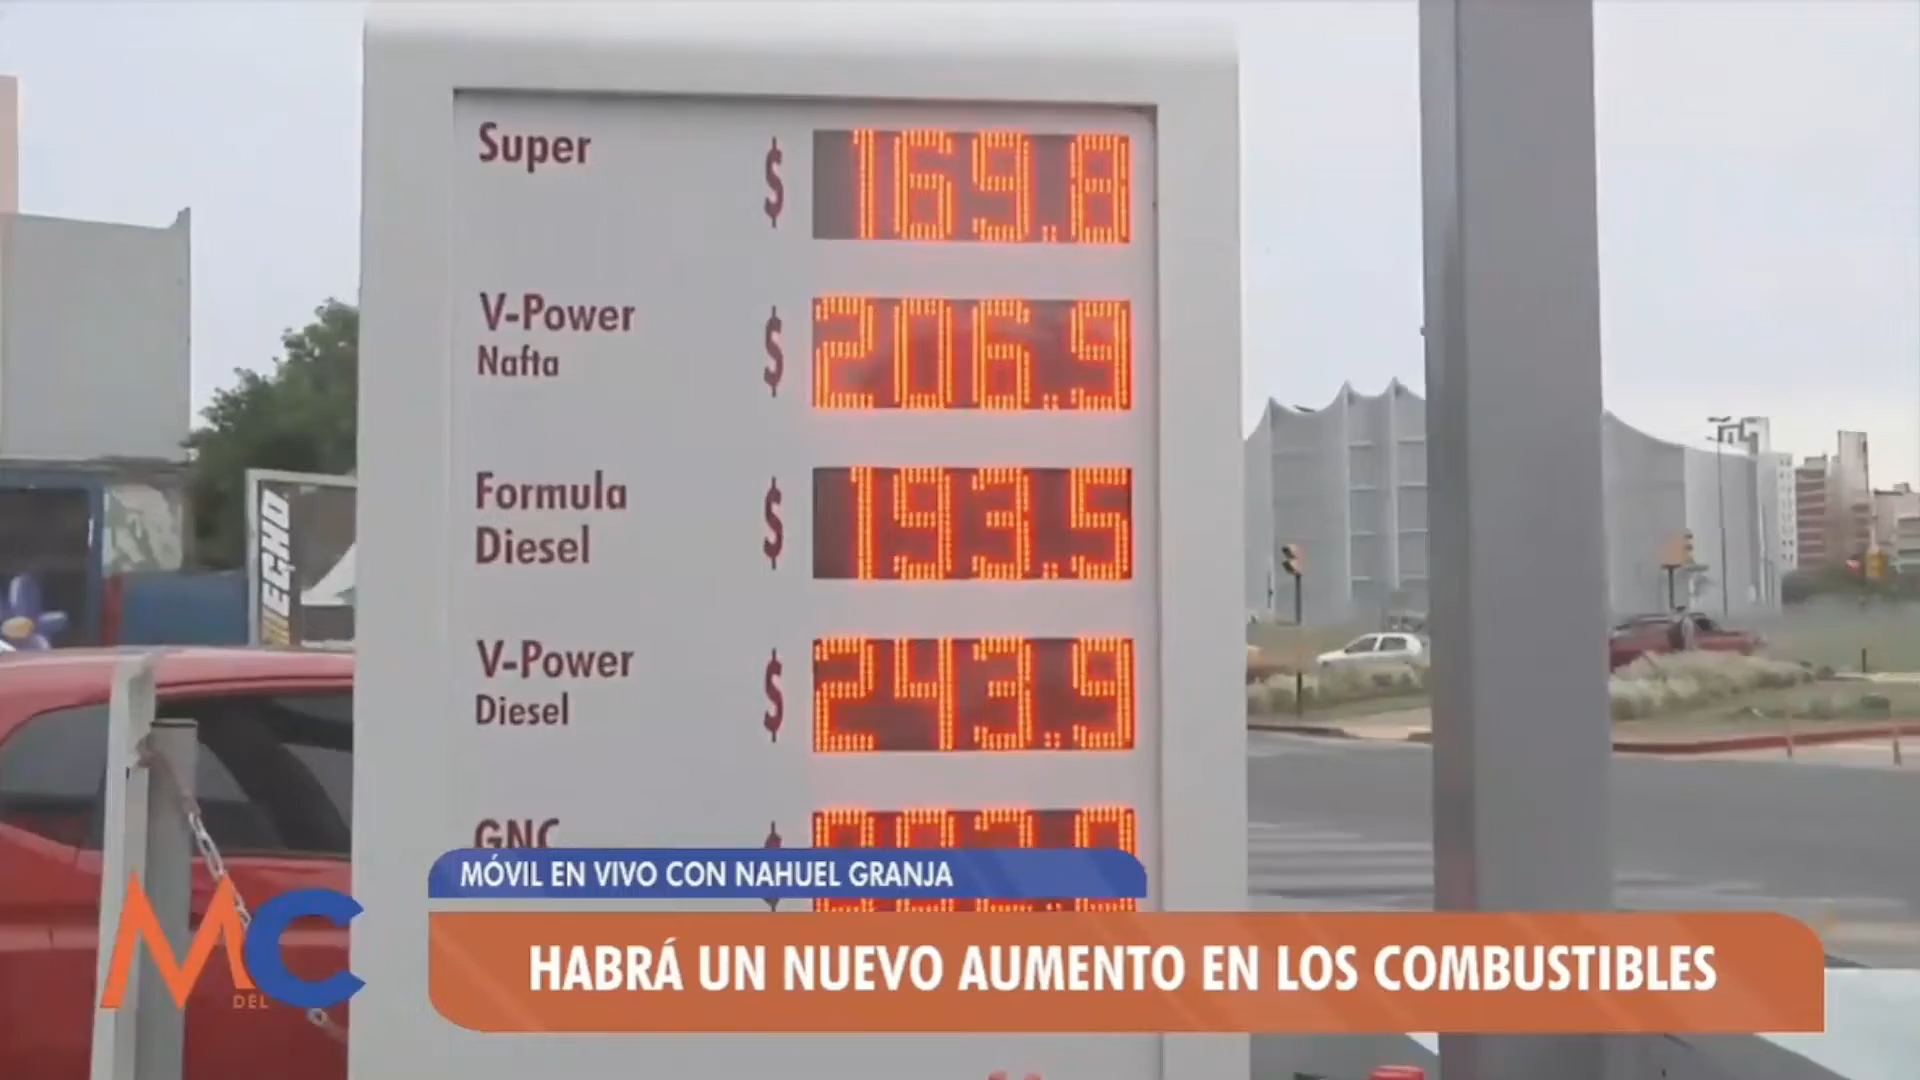 Super $ 169.8
V-Power
Nafta $ 206.9
Formula
Diesel $ 193.5
V-Power
Diesel $ 243.9
GNC $
HECHO
MÓVIL EN VIVO CON NAHUEL GRANJA
MC
DEL
HABRÁ UN NUEVO AUMENTO EN LOS COMBUSTIBLES